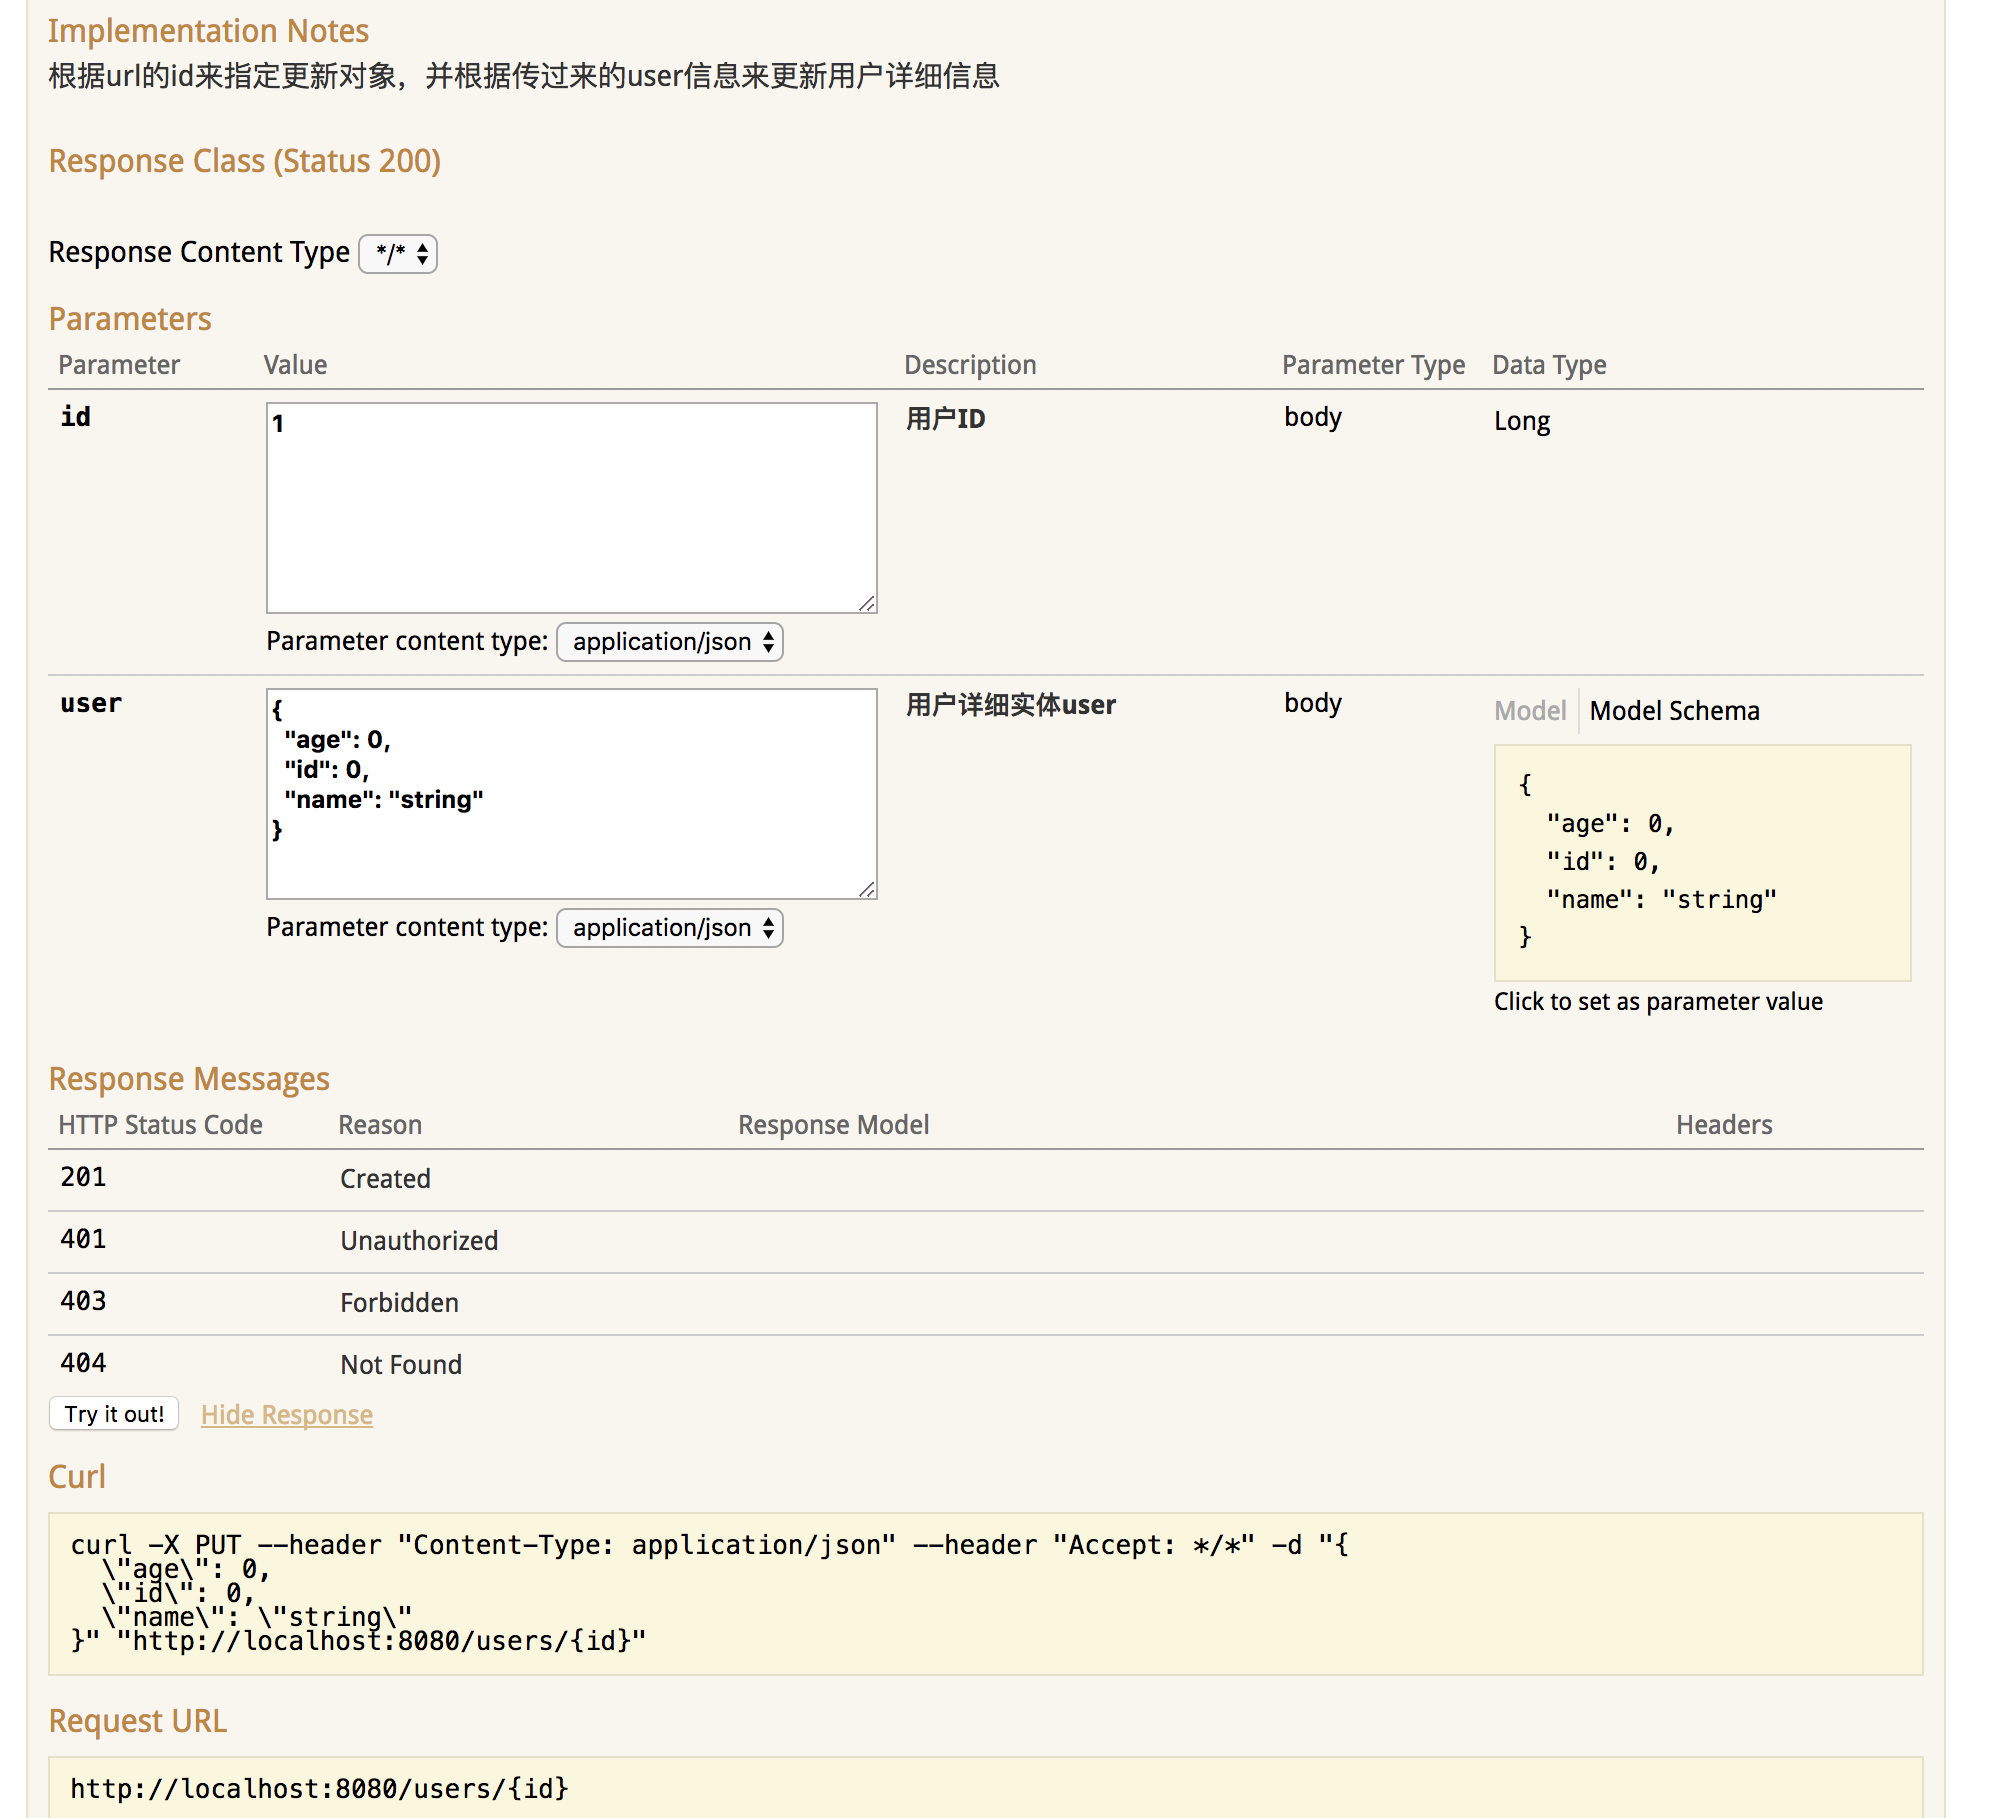 Implementation Notes
根据url的id来指定更新对象，并根据传过来的user信息来更新用户详细信息
Response Class (Status 200)
Response Content Type */*
Parameters
Parameter Value Description Parameter Type Data Type
id 1 用户ID body Long
Parameter content type: application/json
user { 用户详细实体user body Model Model Schema
"age": 0,
"id": 0,
"name": "string"
}
{
"age": 0,
"id": 0,
"name": "string"
}
Parameter content type: application/json
Click to set as parameter value
Response Messages
HTTP Status Code Reason Response Model Headers
201 Created
401 Unauthorized
403 Forbidden
404 Not Found
Try it out! Hide Response
Curl
curl -X PUT --header "Content-Type: application/json" --header "Accept: */*" -d "{
\"age\": 0,
\"id\": 0,
\"name\": \"string\"
}" "http://localhost:8080/users/{id}"
Request URL
http://localhost:8080/users/{id}